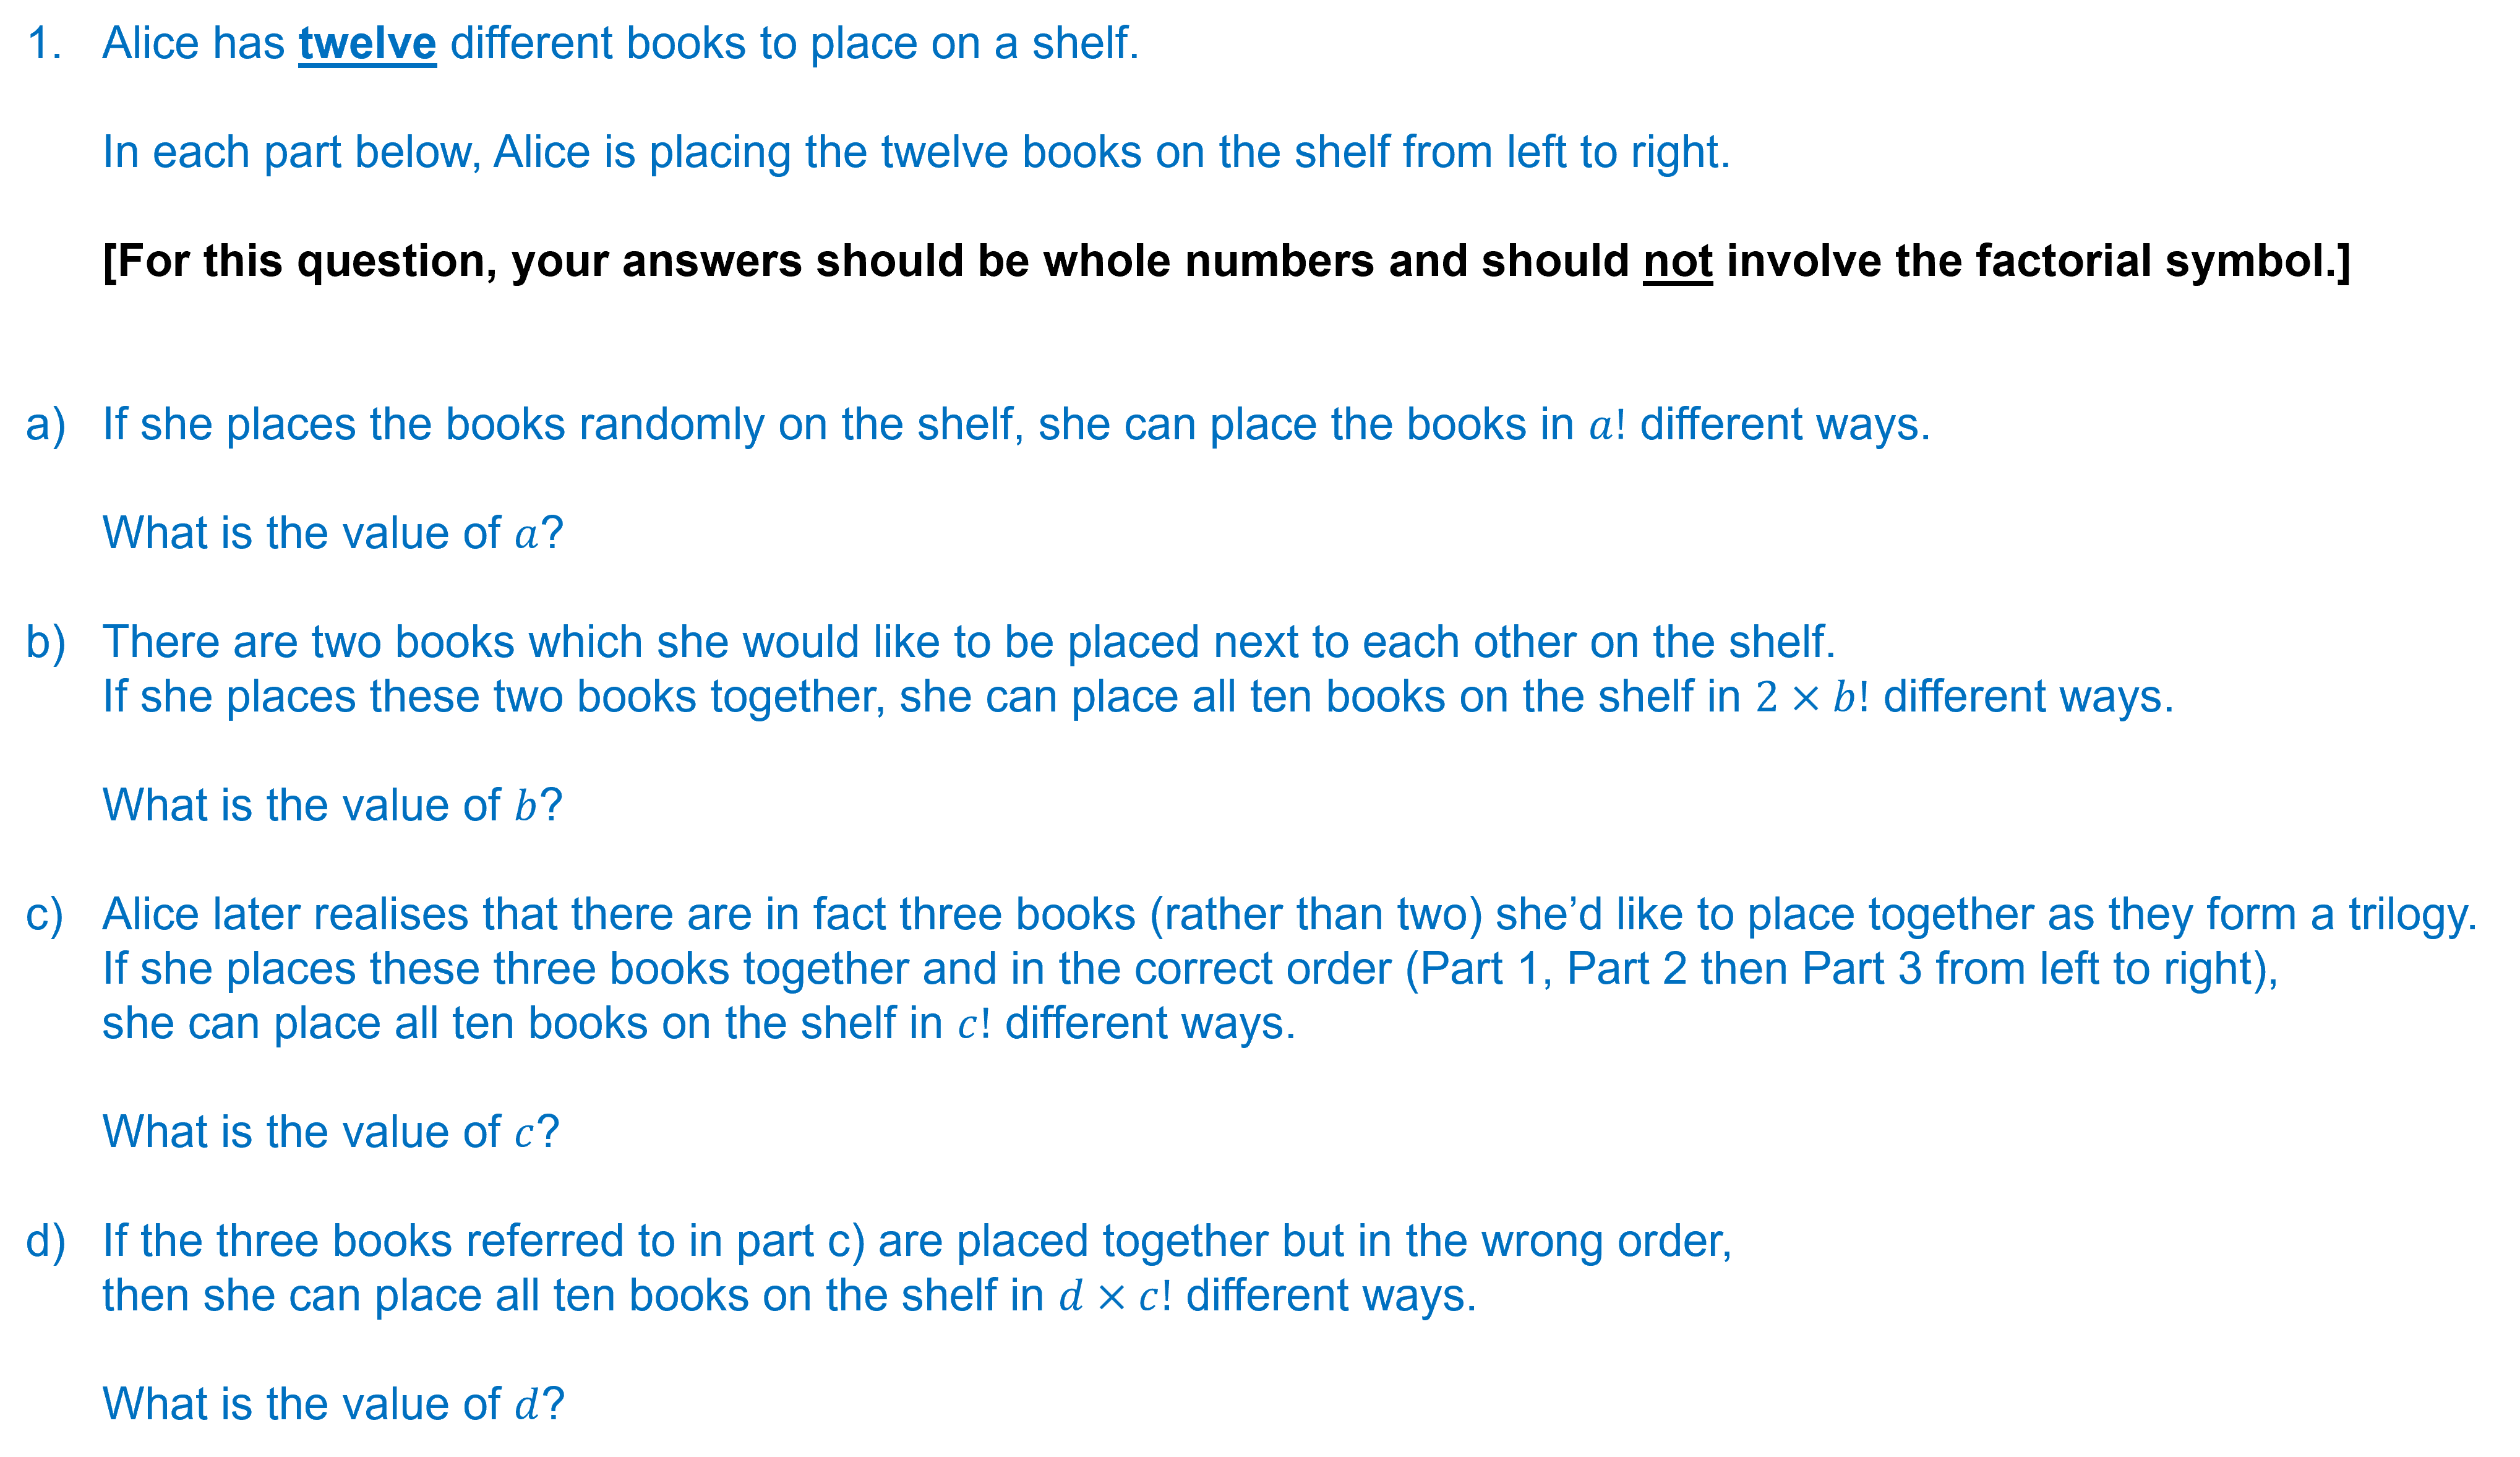 1. Alice has twelve different books to place on a shelf.
In each part below, Alice is placing the twelve books on the shelf from left to right.
[For this question, your answers should be whole numbers and should not involve the factorial symbol.]
a) If she places the books randomly on the shelf, she can place the books in a! different ways.
What is the value of a?
b) There are two books which she would like to be placed next to each other on the shelf.
If she places these two books together, she can place all ten books on the shelf in 2 × b! different ways.
What is the value of b?
c) Alice later realises that there are in fact three books (rather than two) she’d like to place together as they form a trilogy.
If she places these three books together and in the correct order (Part 1, Part 2 then Part 3 from left to right),
she can place all ten books on the shelf in c! different ways.
What is the value of c?
d) If the three books referred to in part c) are placed together but in the wrong order,
then she can place all ten books on the shelf in d × c! different ways.
What is the value of d?